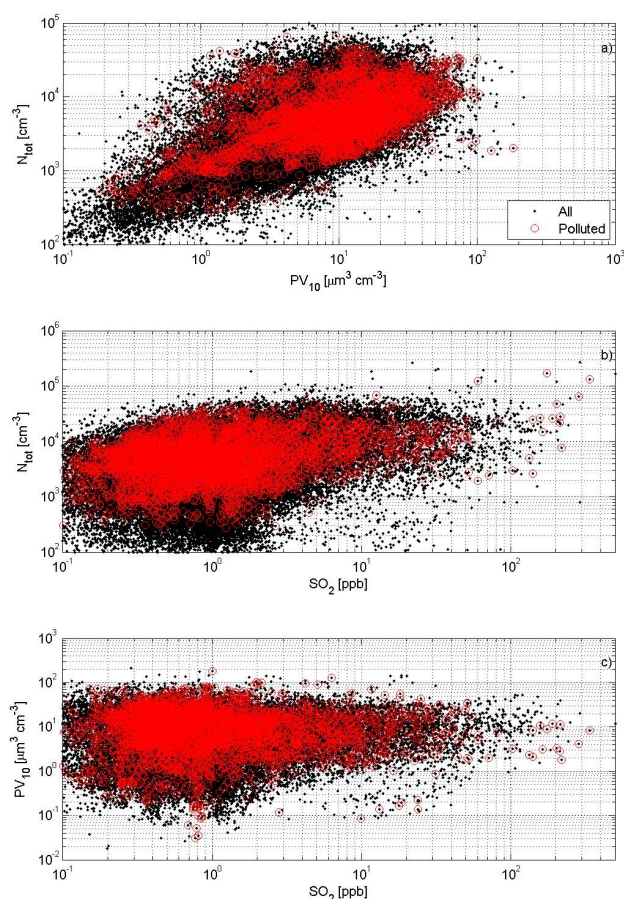 10^5
10^4
10^3
10^2
N_tot [cm^-3]
a)
All
Polluted
10^-1 10^0 10^1 10^2 10^3
PV_10 [μm^3 cm^-3]
10^6
10^5
10^4
10^3
10^2
N_tot [cm^-3]
b)
10^-1 10^0 10^1 10^2
SO_2 [ppb]
10^3
10^2
10^1
10^0
10^-1
10^-2
PV_10 [μm^3 cm^-3]
c)
10^-1 10^0 10^1 10^2
SO_2 [ppb]